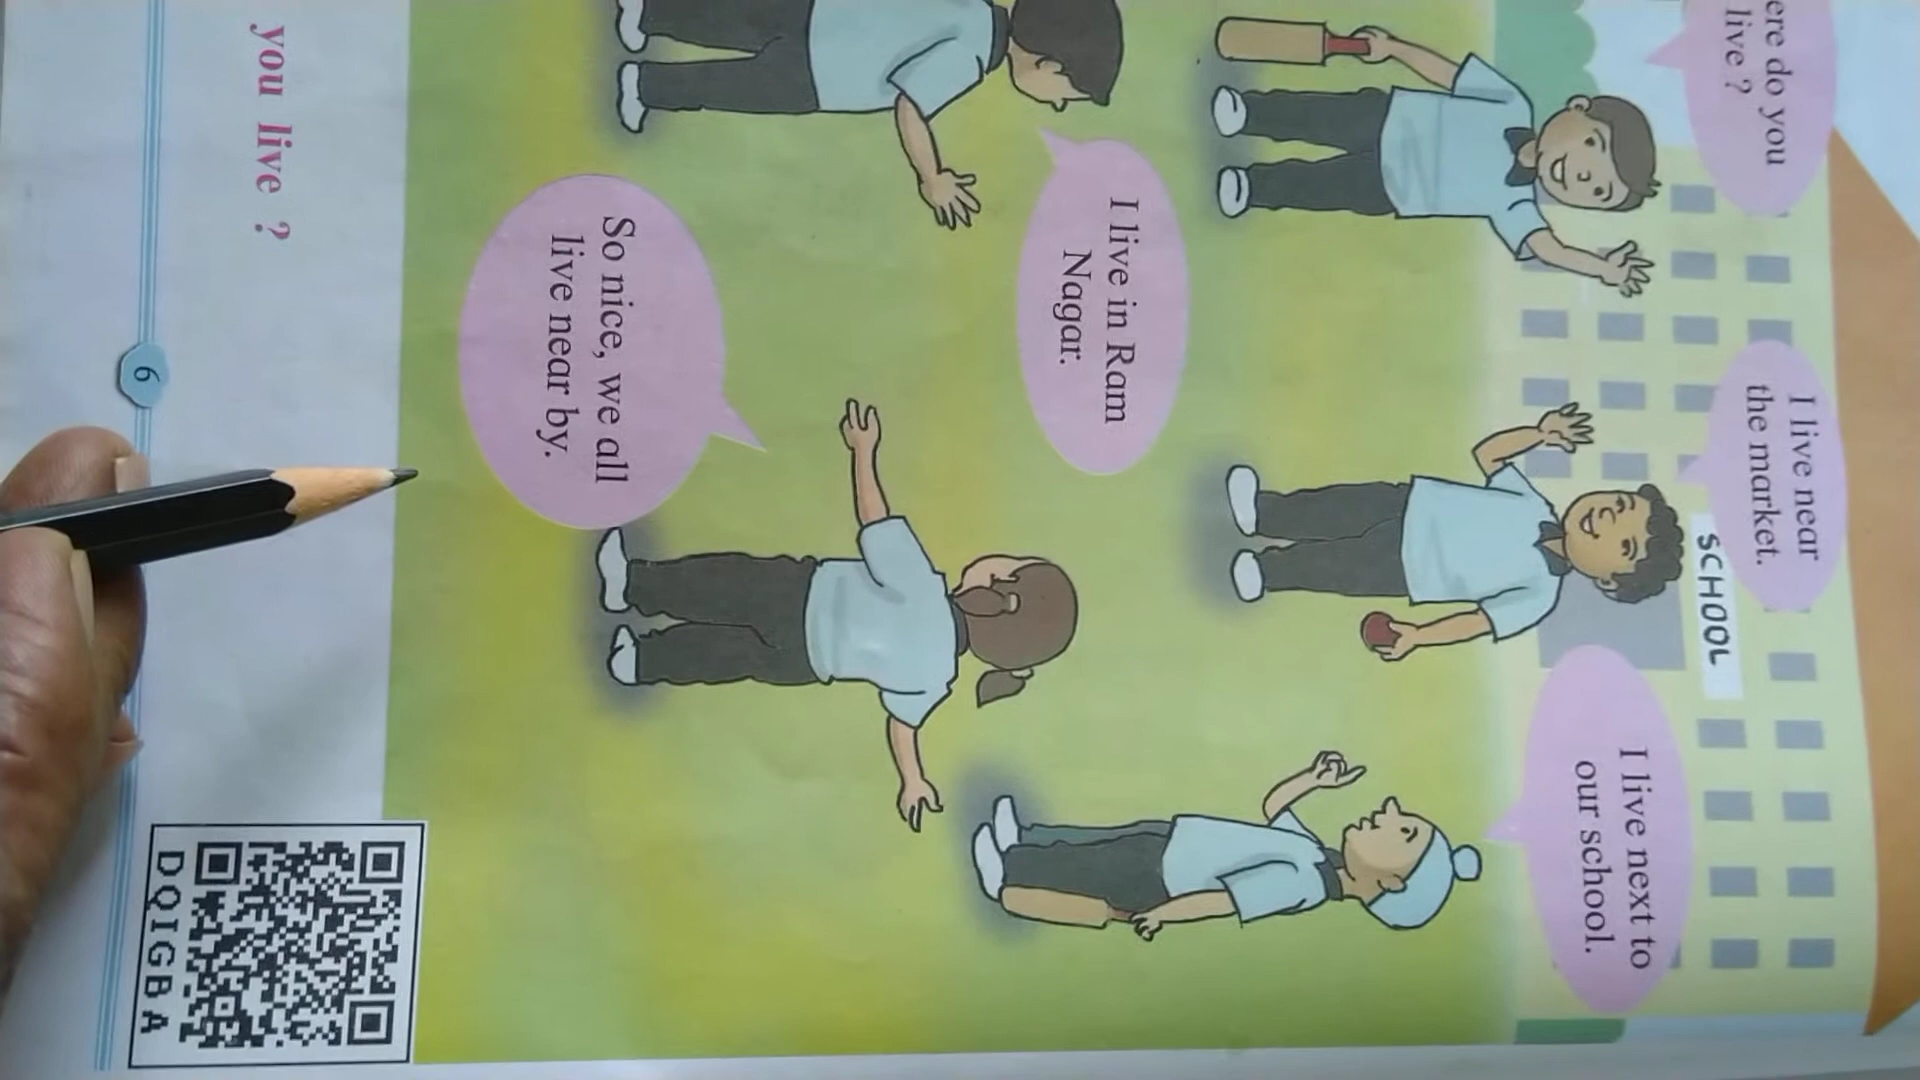 ere do you
live ?
I live near
the market.
SCHOOL
I live next to
our school.
I live in Ram
Nagar.
So nice, we all
live near by.
you live ?
6
DQIGBA